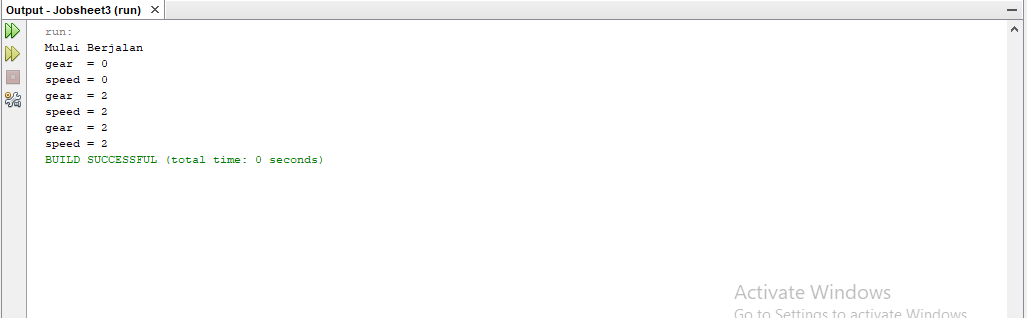 Output - Jobsheet3 (run)
run:
Mulai Berjalan
gear  = 0
speed = 0
gear  = 2
speed = 2
gear  = 2
speed = 2
BUILD SUCCESSFUL (total time: 0 seconds)
Activate Windows
Go to Settings to activate Windows